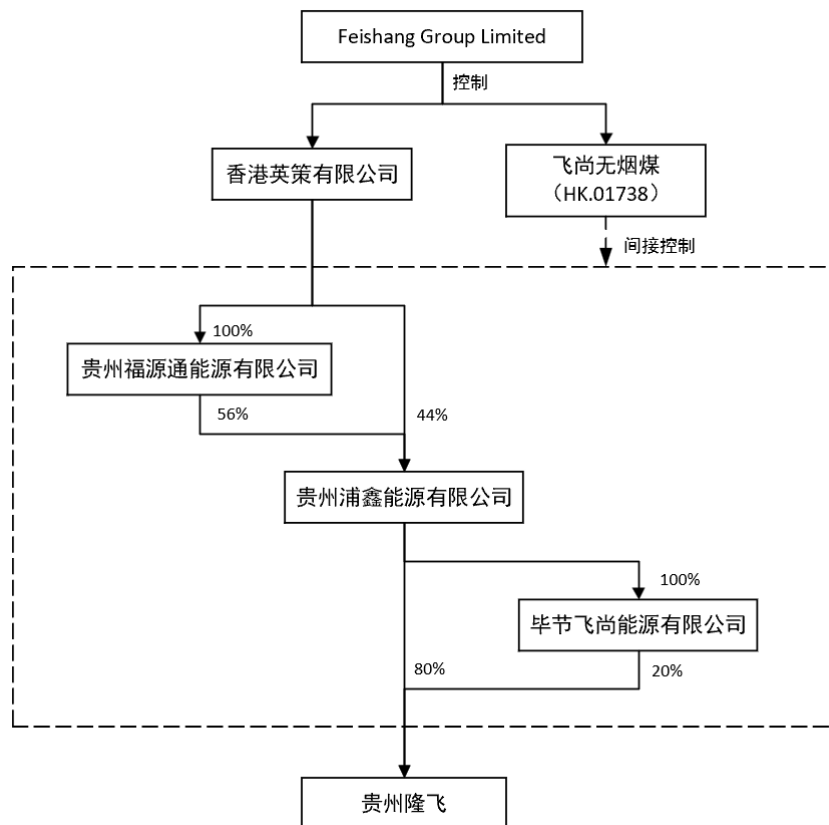 Feishang Group Limited
控制
香港英策有限公司
飞尚无烟煤
（HK.01738）
间接控制
100%
贵州福源通能源有限公司
56%
44%
贵州浦鑫能源有限公司
100%
毕节飞尚能源有限公司
80%
20%
贵州隆飞